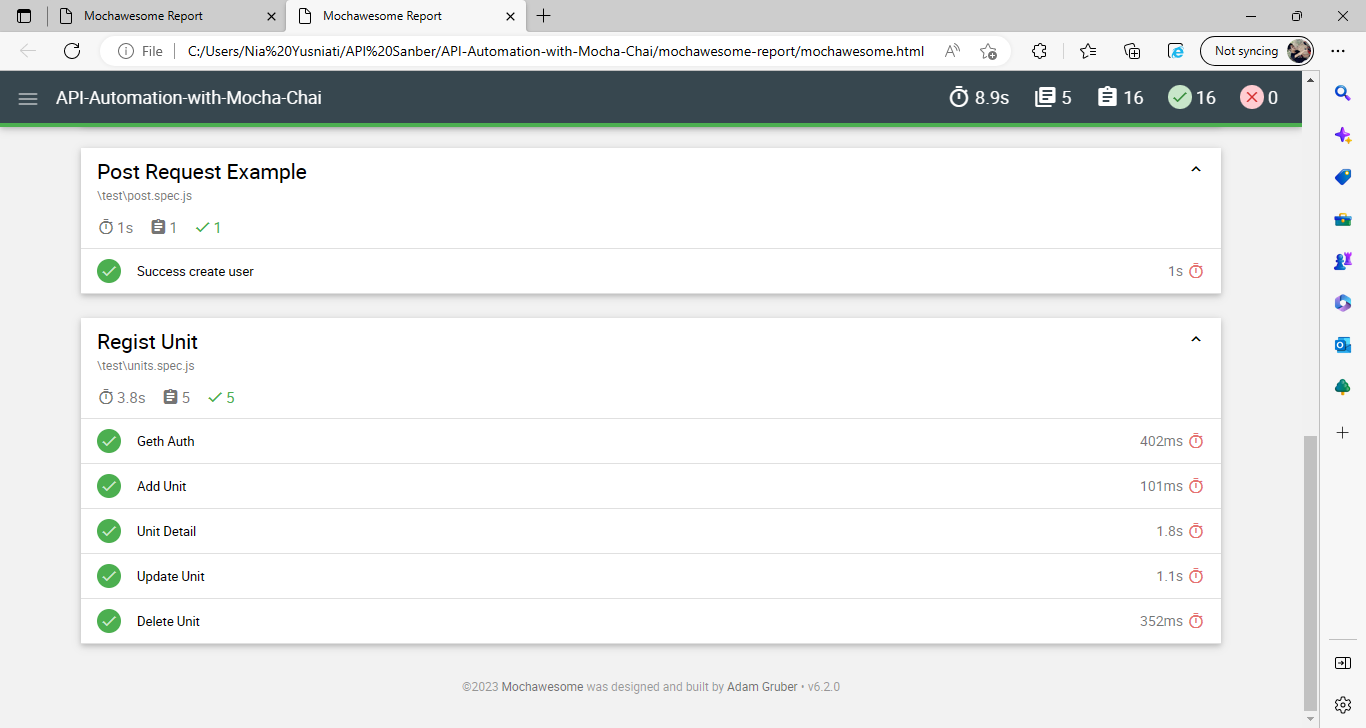 Mochawesome Report
Mochawesome Report
File
C:/Users/Nia%20Yusniati/API%20Sanber/API-Automation-with-Mocha-Chai/mochawesome-report/mochawesome.html
Not syncing
API-Automation-with-Mocha-Chai
8.9s 5 16 16 0
Post Request Example
\test\post.spec.js
1s 1 1
Success create user 1s
Regist Unit
\test\units.spec.js
3.8s 5 5
Geth Auth 402ms
Add Unit 101ms
Unit Detail 1.8s
Update Unit 1.1s
Delete Unit 352ms
©2023 Mochawesome was designed and built by Adam Gruber • v6.2.0